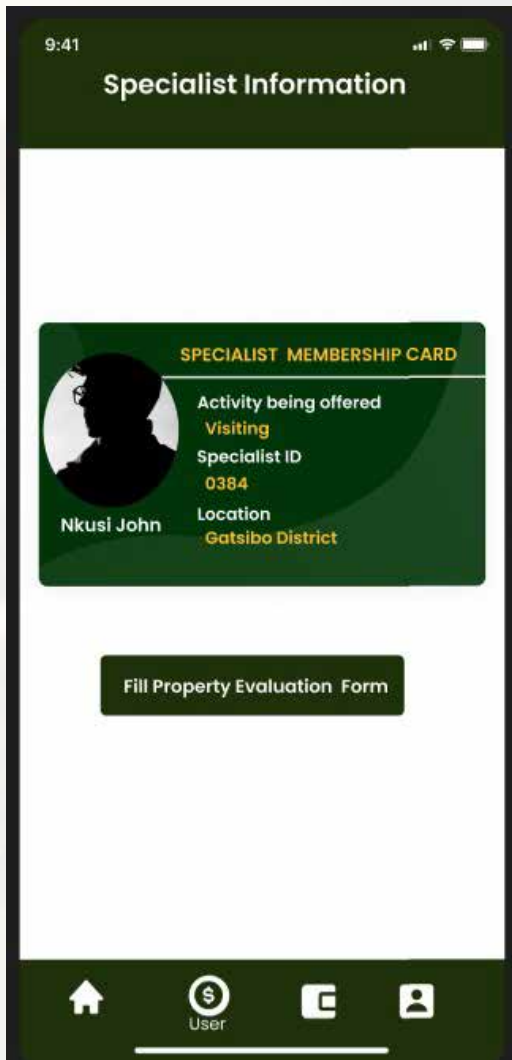 9:41
Specialist Information
SPECIALIST MEMBERSHIP CARD
Activity being offered
Visiting
Specialist ID
0384
Nkusi John
Location
Gatsibo District
Fill Property Evaluation Form
User